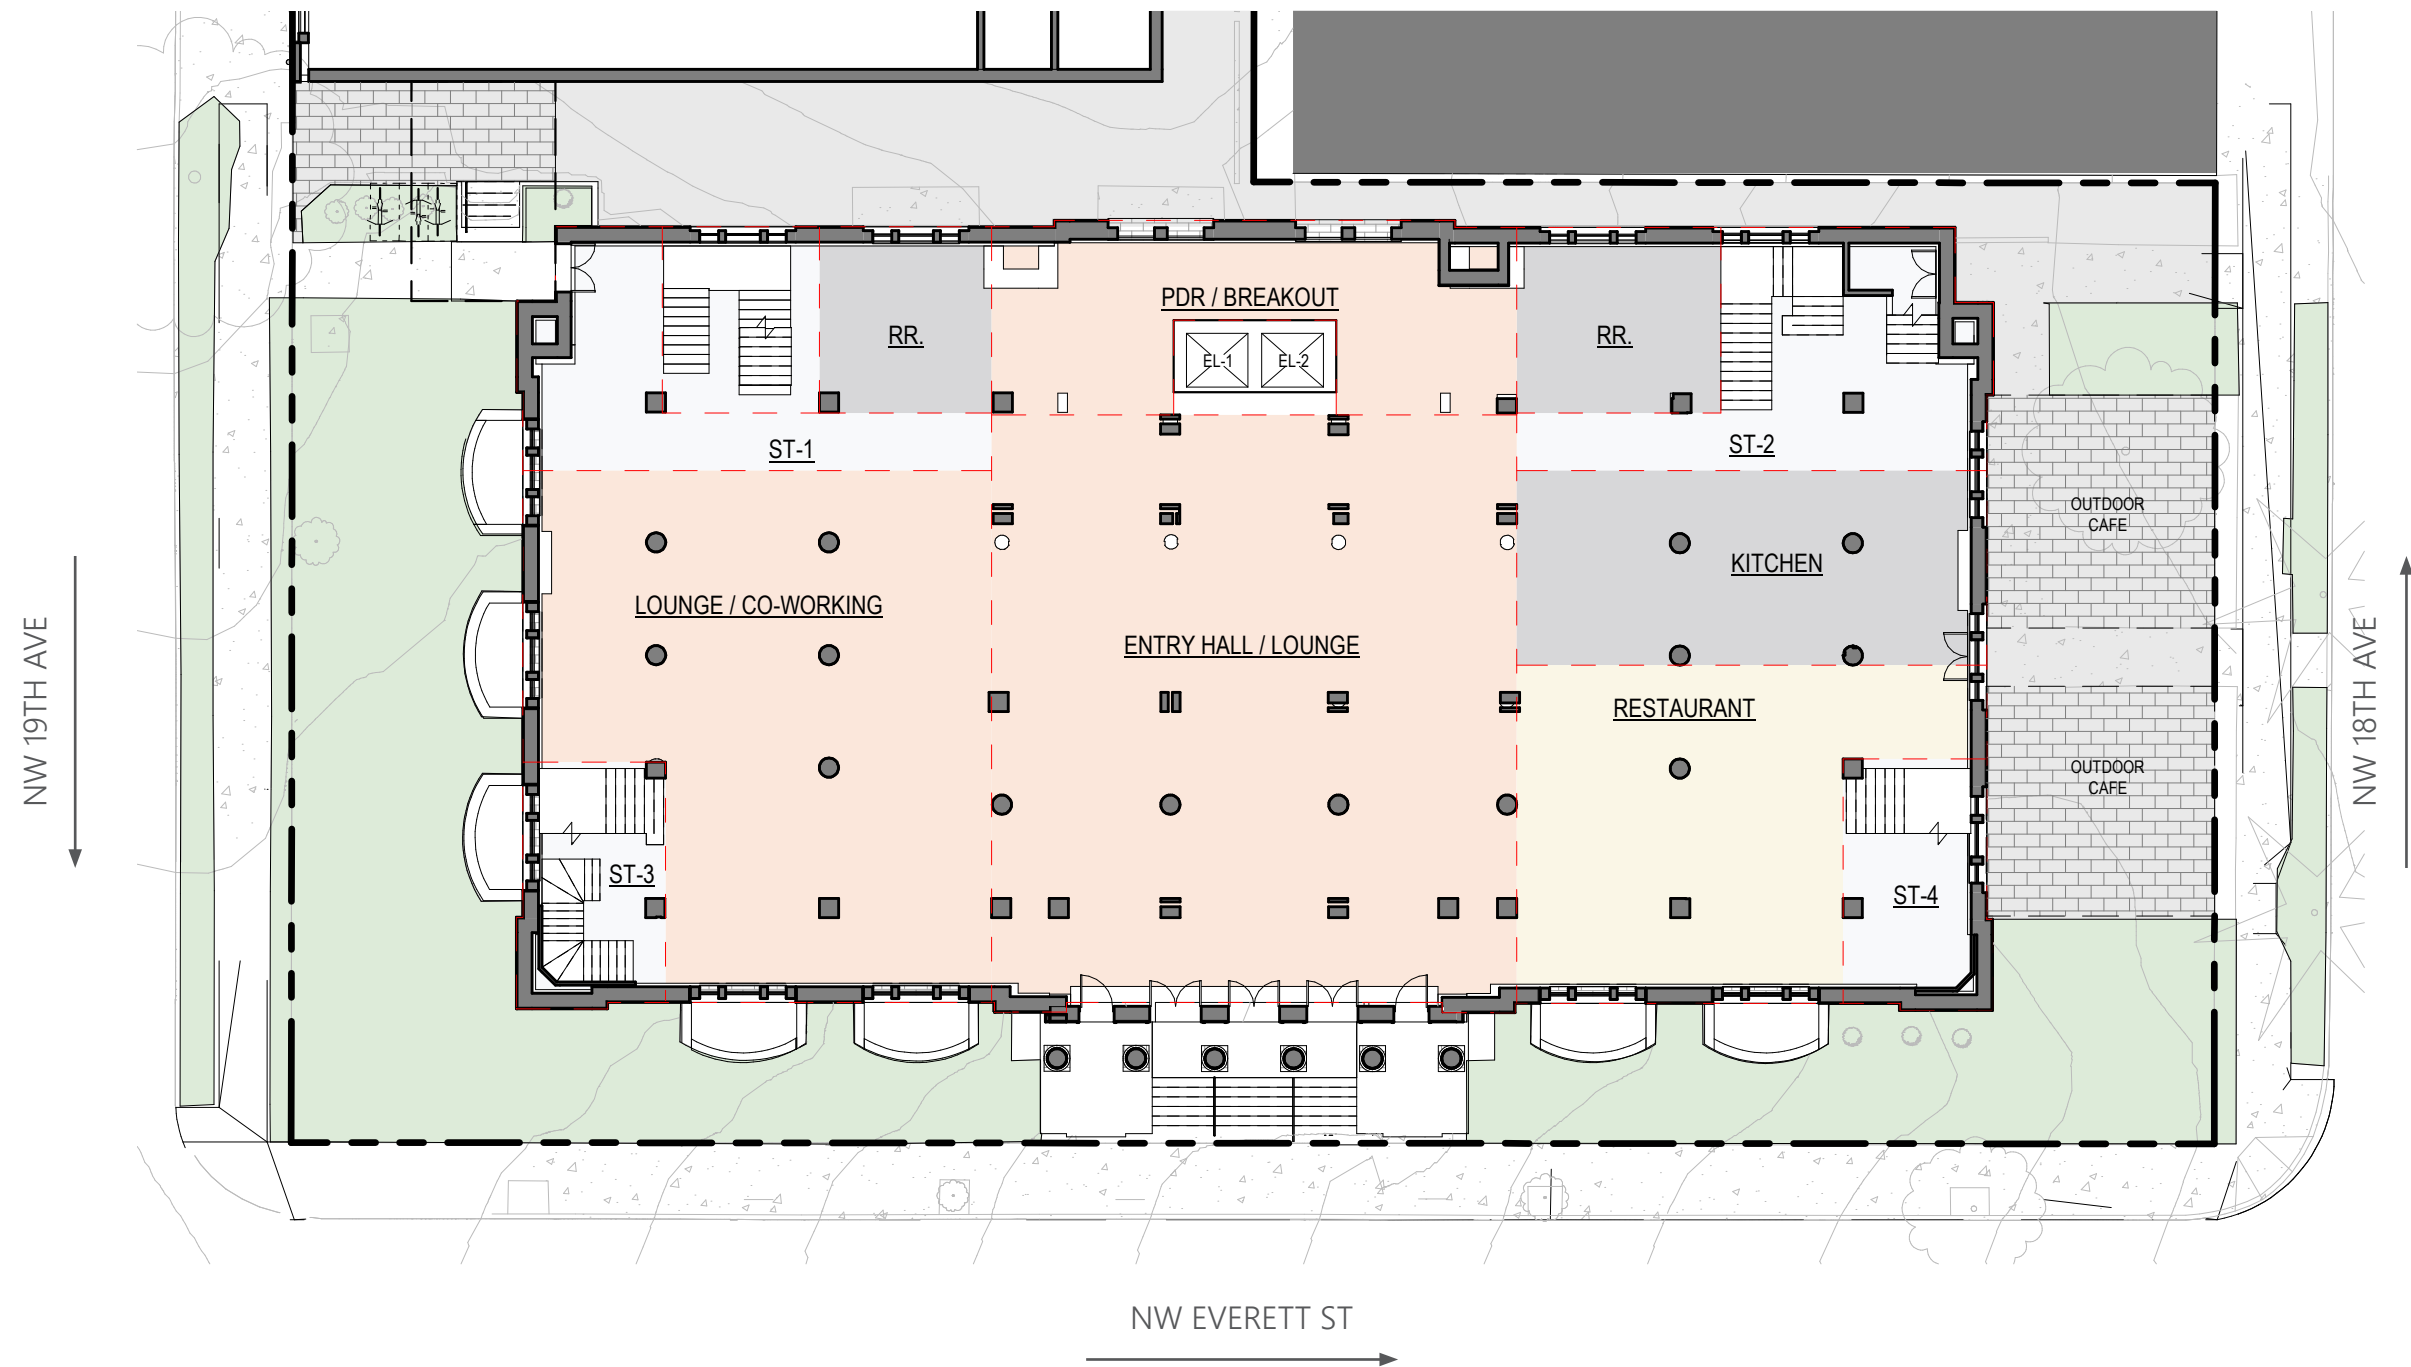 PDR / BREAKOUT
RR.
EL-1
EL-2
RR.
ST-1
ST-2
OUTDOOR
CAFE
KITCHEN
LOUNGE / CO-WORKING
ENTRY HALL / LOUNGE
RESTAURANT
OUTDOOR
CAFE
ST-3
ST-4
NW 19TH AVE
NW 18TH AVE
NW EVERETT ST